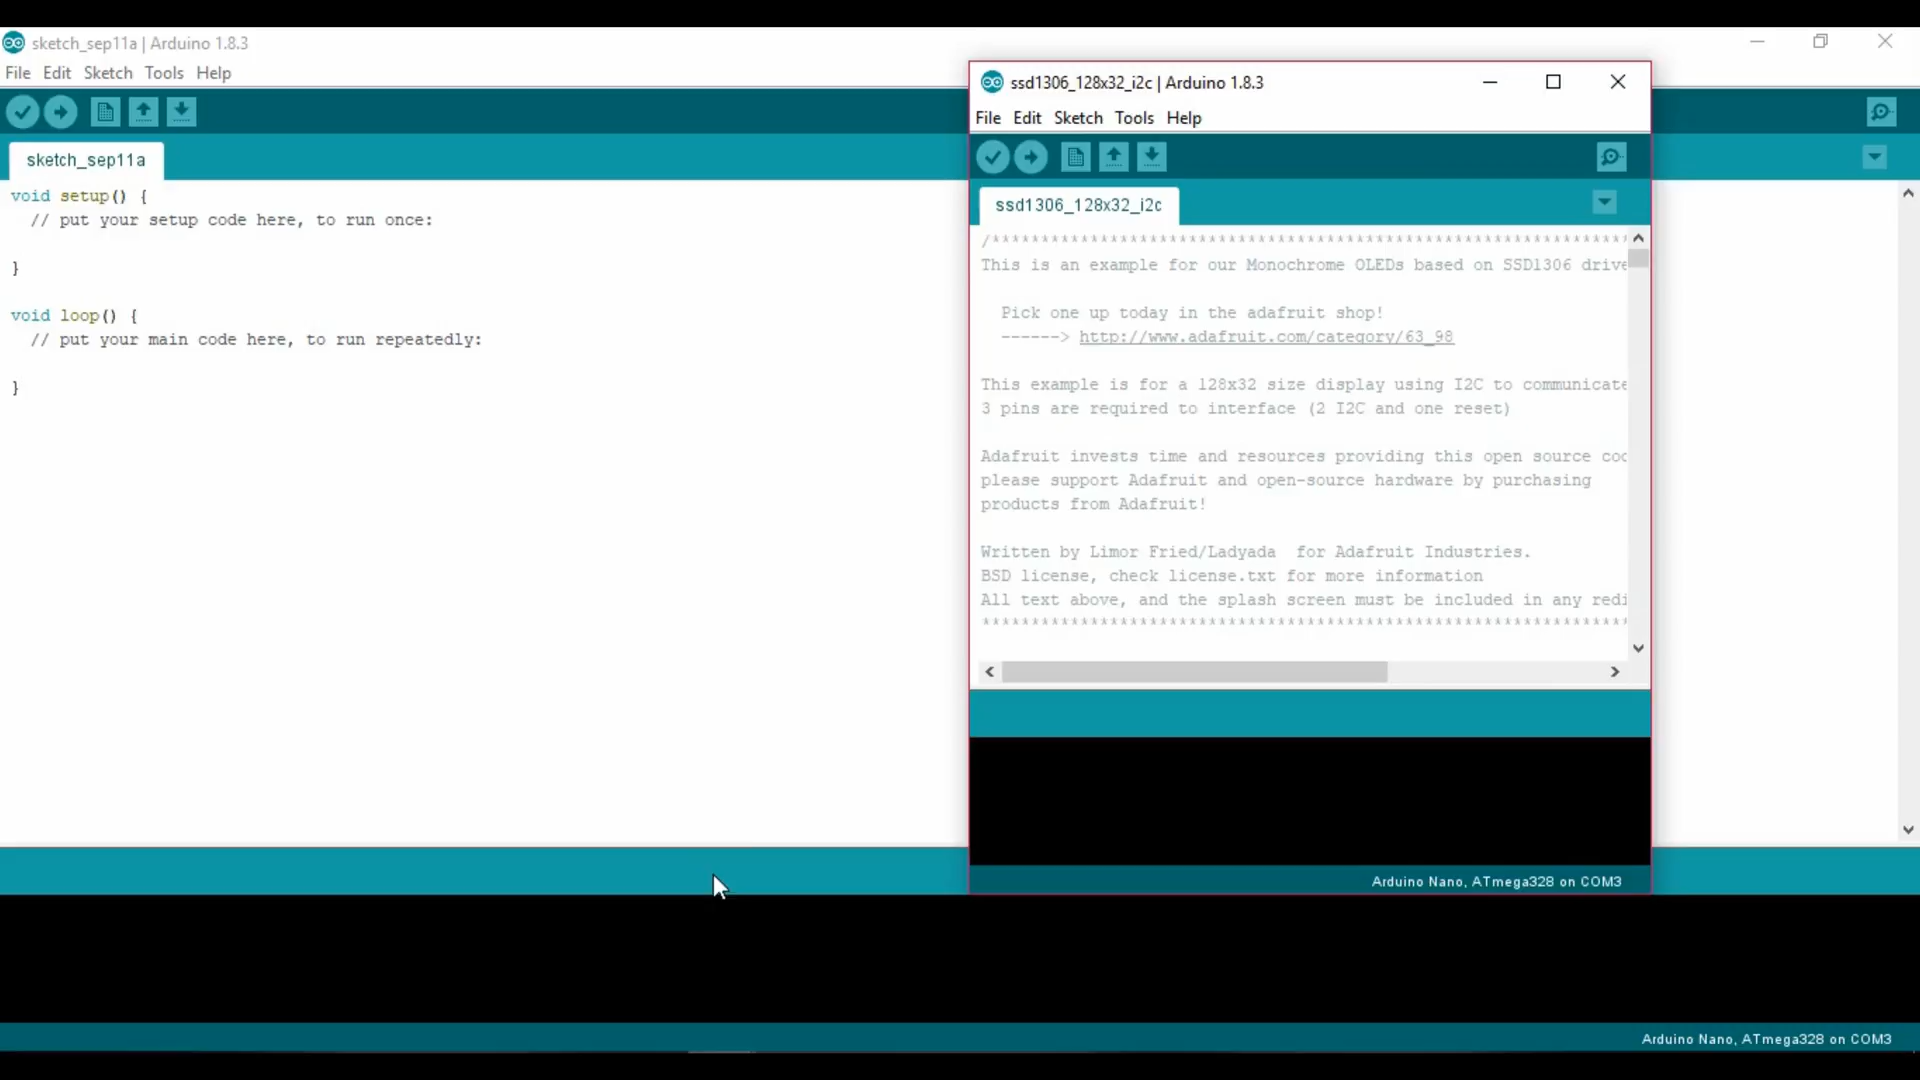 sketch_sep11a | Arduino 1.8.3
File Edit Sketch Tools Help
sketch_sep11a
void setup() {
// put your setup code here, to run once:
}
void loop() {
// put your main code here, to run repeatedly:
}
Arduino Nano, ATmega328 on COM3
ssd1306_128x32_i2c | Arduino 1.8.3
File Edit Sketch Tools Help
ssd1306_128x32_i2c
/******************************************************************
This is an example for our Monochrome OLEDs based on SSD1306 drive
Pick one up today in the adafruit shop!
------> http://www.adafruit.com/category/63_98
This example is for a 128x32 size display using I2C to communicate
3 pins are required to interface (2 I2C and one reset)
Adafruit invests time and resources providing this open source coc
please support Adafruit and open-source hardware by purchasing
products from Adafruit!
Written by Limor Fried/Ladyada for Adafruit Industries.
BSD license, check license.txt for more information
All text above, and the splash screen must be included in any redi
******************************************************************
Arduino Nano, ATmega328 on COM3